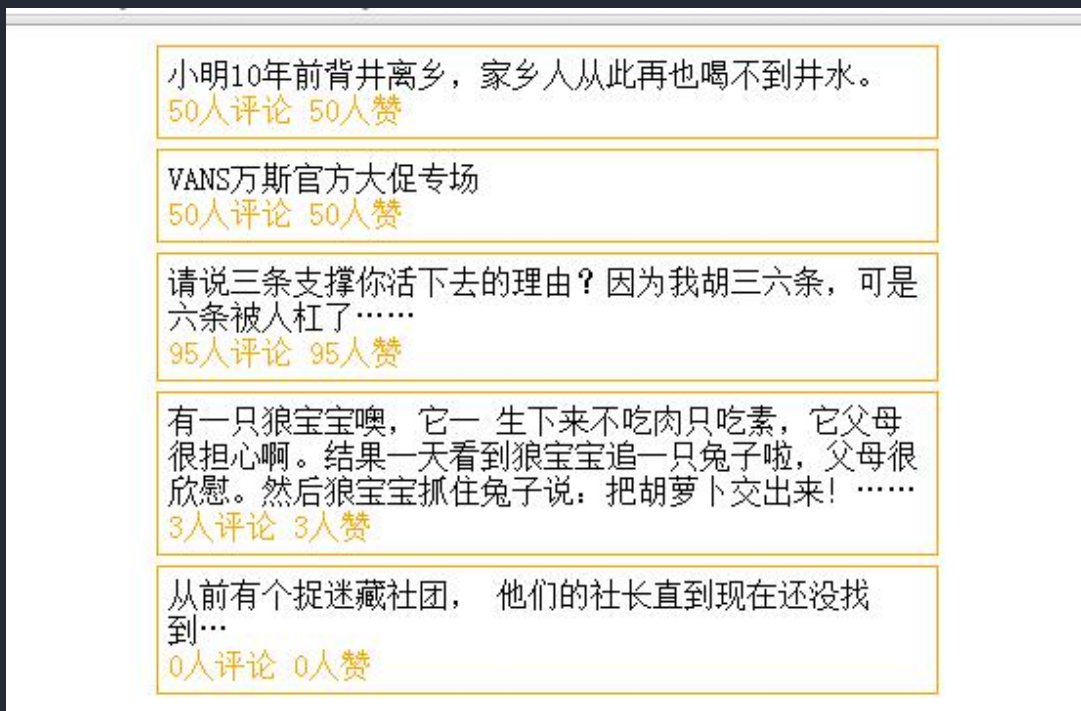 小明10年前背井离乡，家乡人从此再也喝不到井水。
50人评论 50人赞
VANS万斯官方大促专场
50人评论 50人赞
请说三条支撑你活下去的理由？因为我胡三六条，可是
六条被人杠了……
95人评论 95人赞
有一只狼宝宝噢，它一 生下来不吃肉只吃素，它父母
很担心啊。结果一天看到狼宝宝追一只兔子啦，父母很
欣慰。然后狼宝宝抓住兔子说：把胡萝卜交出来！……
3人评论 3人赞
从前有个捉迷藏社团， 他们的社长直到现在还没找
到…
0人评论 0人赞